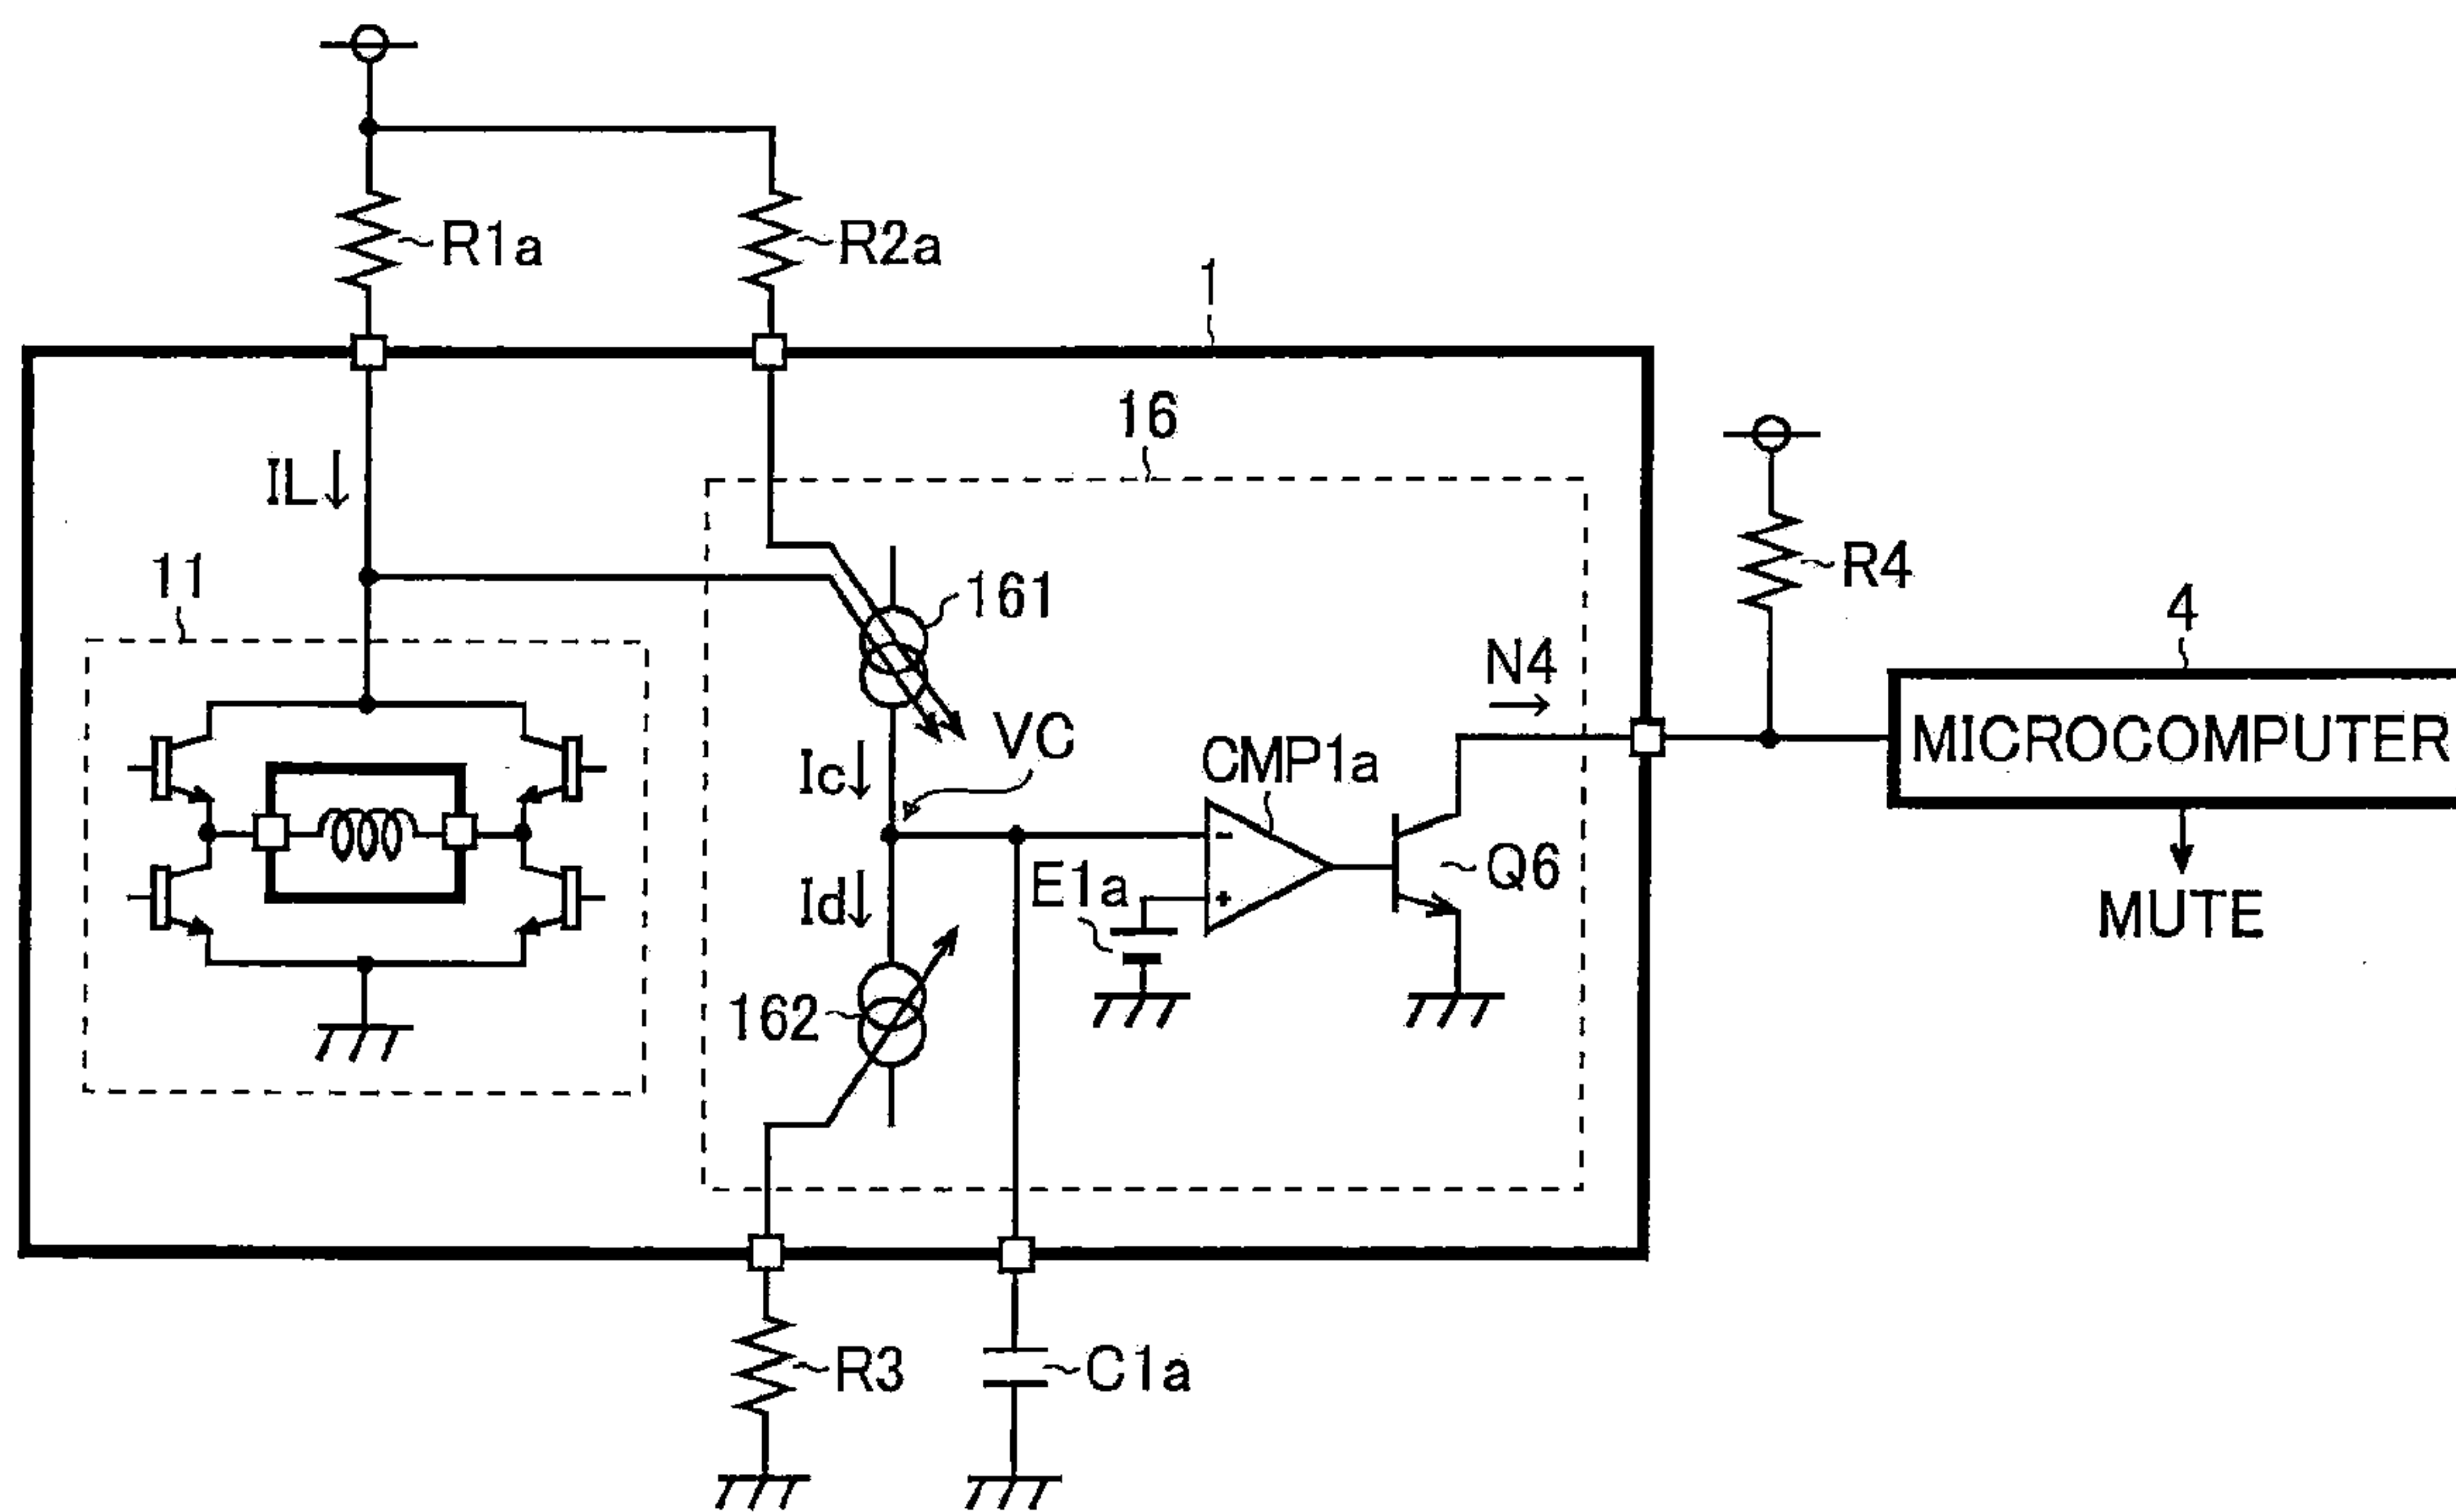 R1a
R2a
1
16
IL↓
11
161
R4
4
N4
→
VC
Ic↓
CMP1a
MICROCOMPUTER
-
E1a
Id↓
+
Q6
MUTE
162
R3
C1a